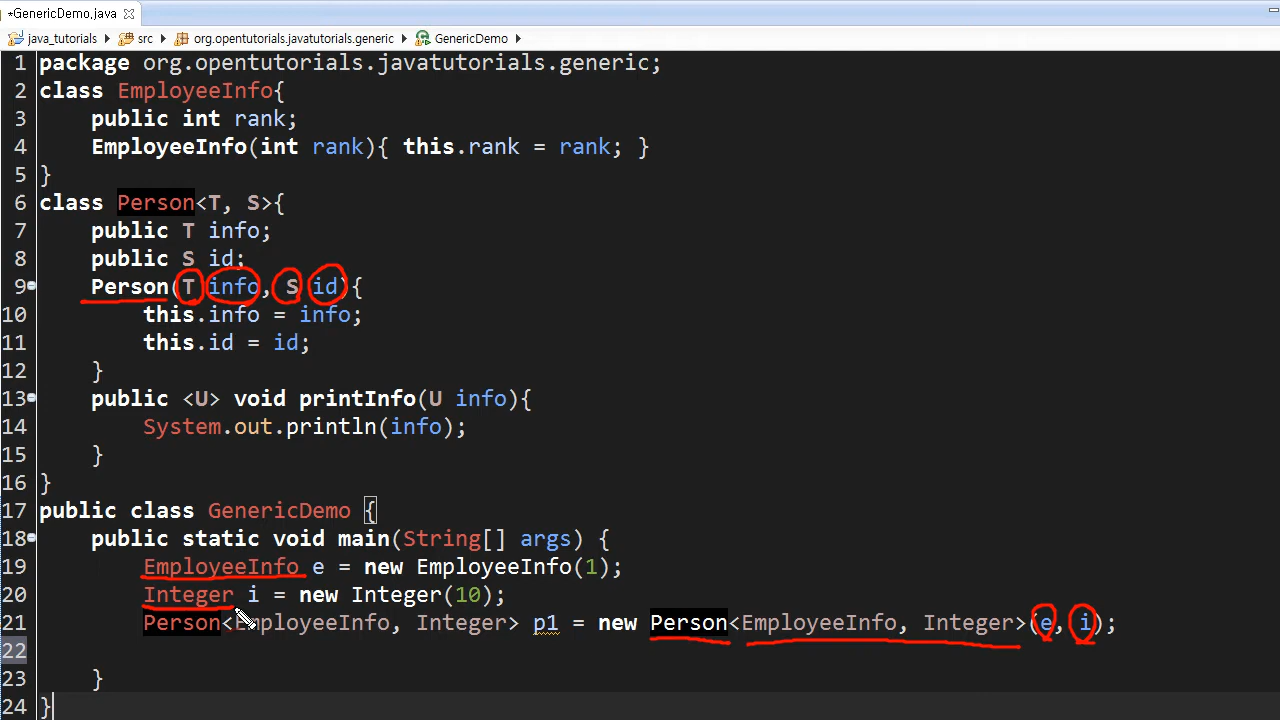 *GenericDemo.java
java_tutorials src org.opentutorials.javatutorials.generic GenericDemo
1 package org.opentutorials.javatutorials.generic;
2 class EmployeeInfo{
3 public int rank;
4 EmployeeInfo(int rank){ this.rank = rank; }
5 }
6 class Person<T, S>{
7 public T info;
8 public S id;
9 Person(T info, S id){
10 this.info = info;
11 this.id = id;
12 }
13 public <U> void printInfo(U info){
14 System.out.println(info);
15 }
16 }
17 public class GenericDemo {
18 public static void main(String[] args) {
19 EmployeeInfo e = new EmployeeInfo(1);
20 Integer i = new Integer(10);
21 Person<EmployeeInfo, Integer> p1 = new Person<EmployeeInfo, Integer>(e, i);
22
23 }
24 }